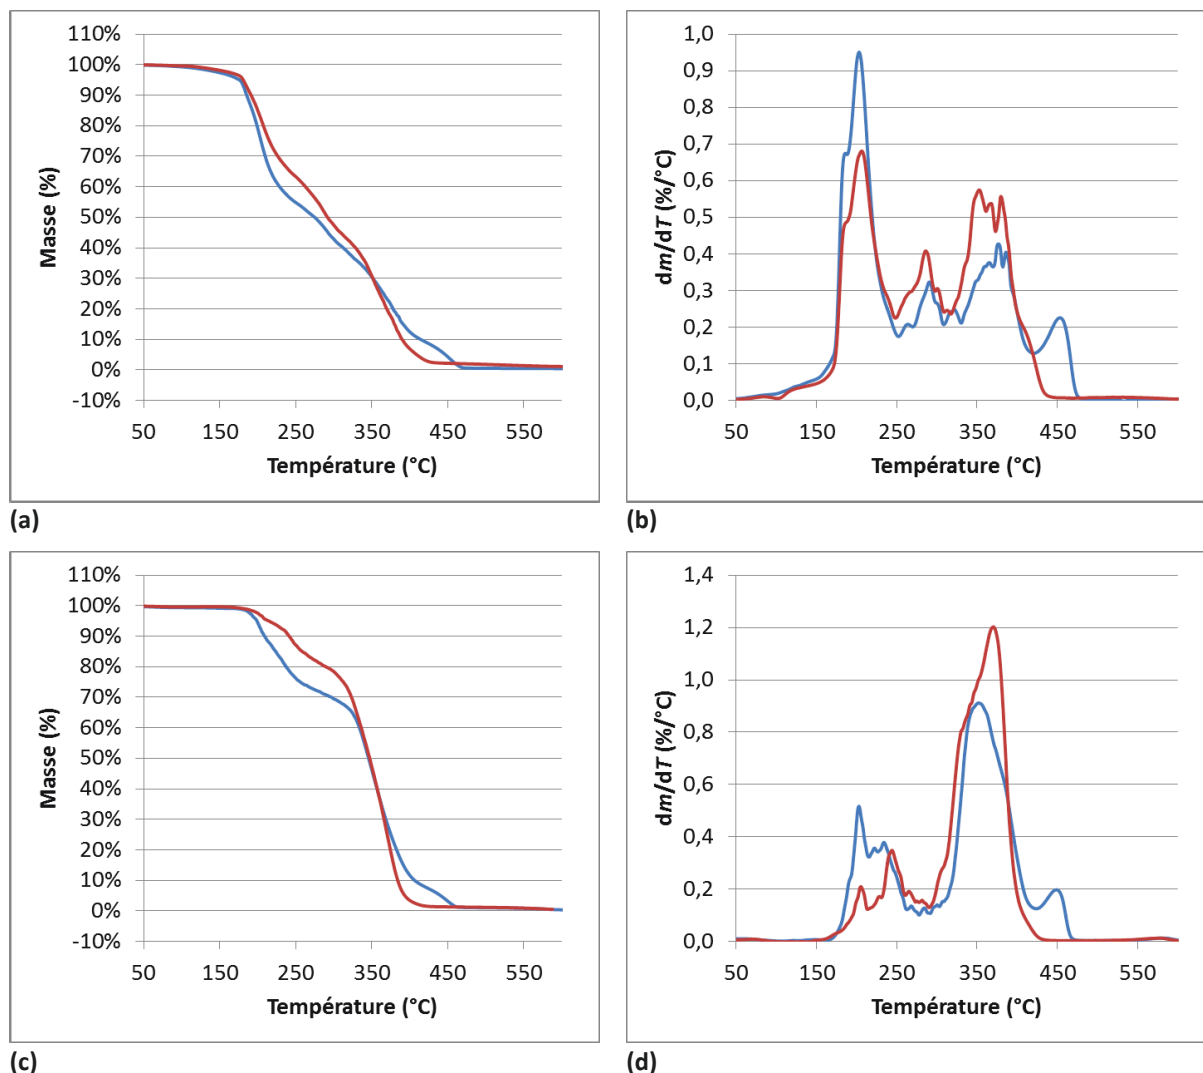 110%
100%
90%
80%
70%
60%
50%
40%
30%
20%
10%
0%
-10%
Masse (%)
50 150 250 350 450 550
Température (°C)
(a)
1,0
0,9
0,8
0,7
0,6
0,5
0,4
0,3
0,2
0,1
0,0
dm/dT (%/°C)
50 150 250 350 450 550
Température (°C)
(b)
110%
100%
90%
80%
70%
60%
50%
40%
30%
20%
10%
0%
-10%
Masse (%)
50 150 250 350 450 550
Température (°C)
(c)
1,4
1,2
1,0
0,8
0,6
0,4
0,2
0,0
dm/dT (%/°C)
50 150 250 350 450 550
Température (°C)
(d)